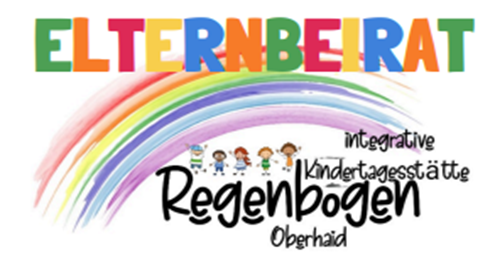 ELTERNBEIRAT
integrative
Kindertagesstätte
Regenbogen
Oberhaid